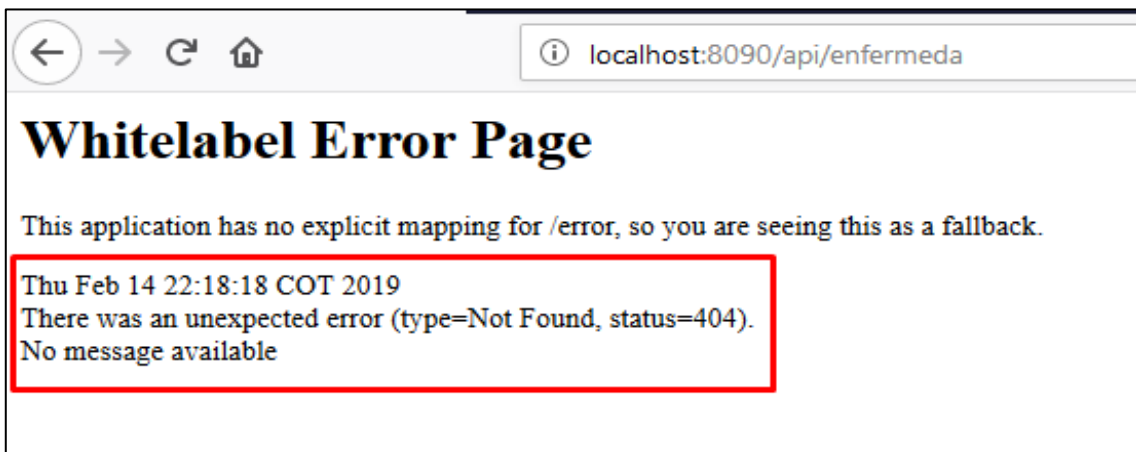 localhost:8090/api/enfermeda
Whitelabel Error Page
This application has no explicit mapping for /error, so you are seeing this as a fallback.
Thu Feb 14 22:18:18 COT 2019
There was an unexpected error (type=Not Found, status=404).
No message available